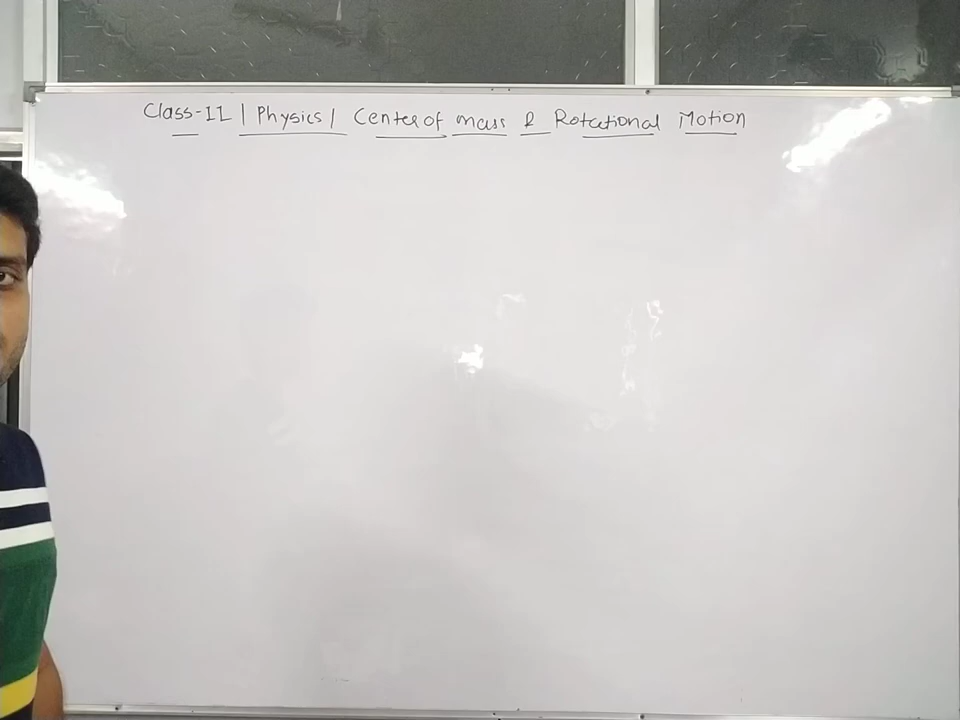 Class-11 | Physics | Center of mass & Rotational Motion